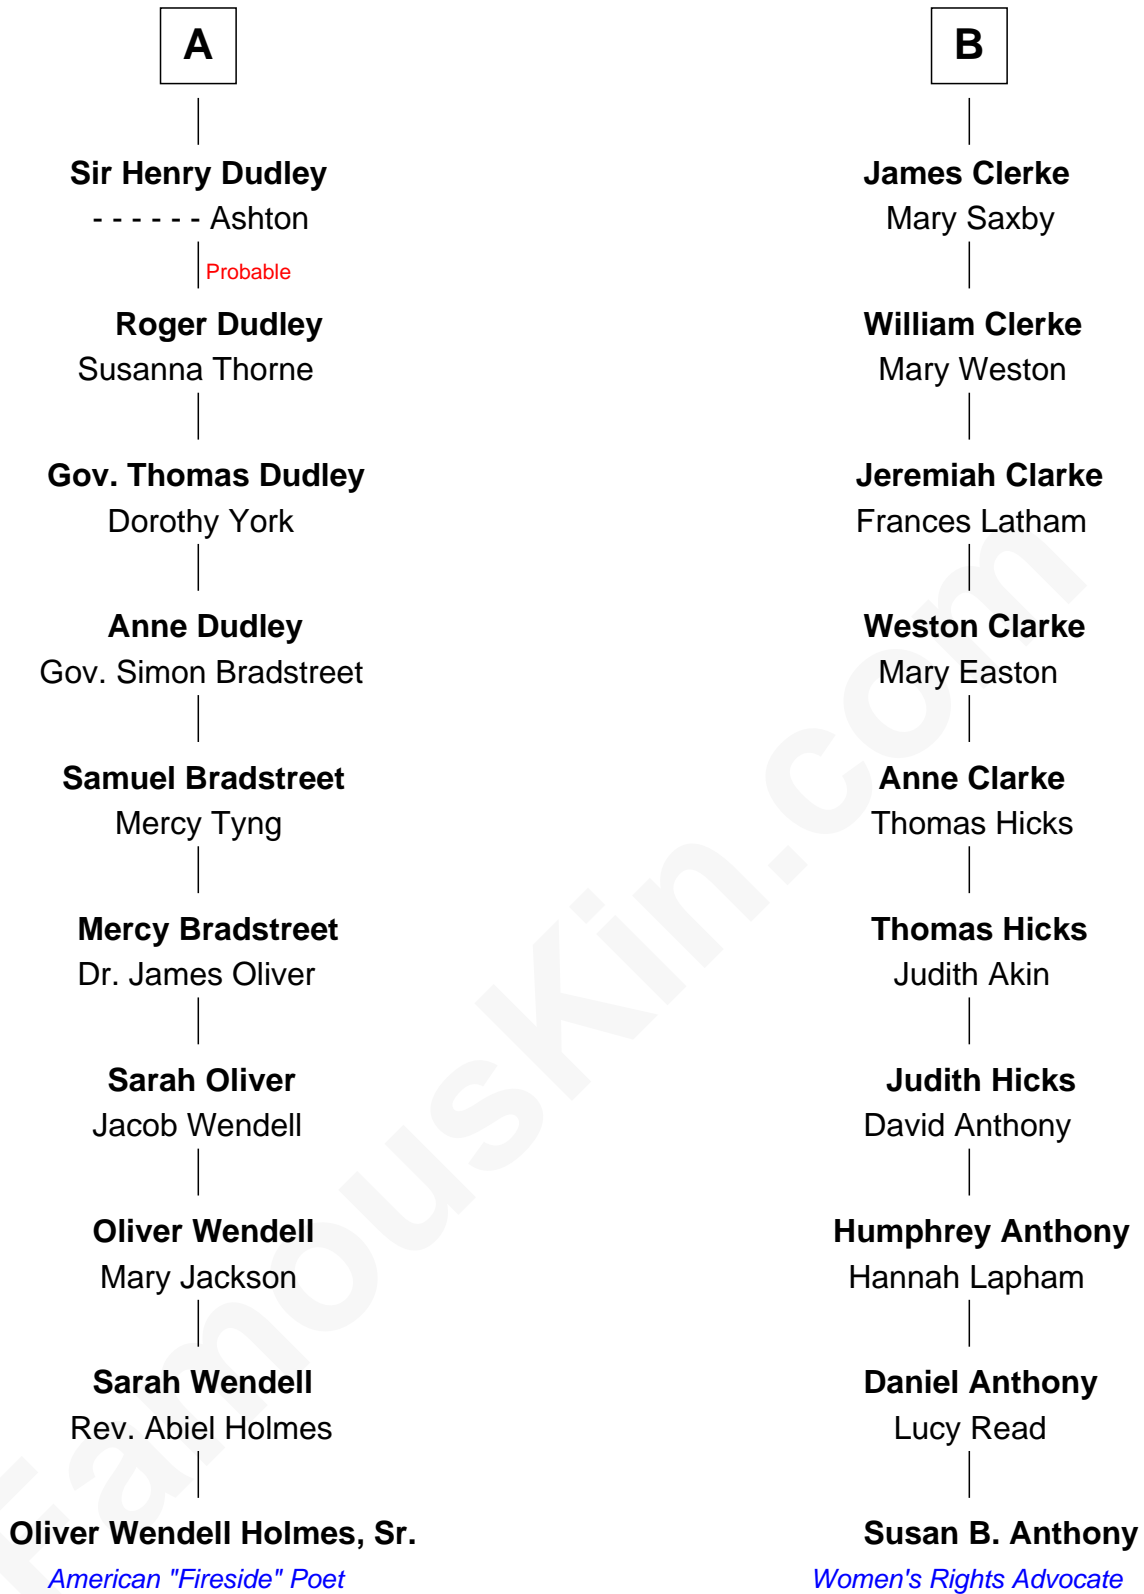 A
Sir Henry Dudley
- - - - - - Ashton
Probable
Roger Dudley
Susanna Thorne
Gov. Thomas Dudley
Dorothy York
Anne Dudley
Gov. Simon Bradstreet
Samuel Bradstreet
Mercy Tyng
Mercy Bradstreet
Dr. James Oliver
Sarah Oliver
Jacob Wendell
Oliver Wendell
Mary Jackson
Sarah Wendell
Rev. Abiel Holmes
Oliver Wendell Holmes, Sr.
American "Fireside" Poet
B
James Clerke
Mary Saxby
William Clerke
Mary Weston
Jeremiah Clarke
Frances Latham
Weston Clarke
Mary Easton
Anne Clarke
Thomas Hicks
Thomas Hicks
Judith Akin
Judith Hicks
David Anthony
Humphrey Anthony
Hannah Lapham
Daniel Anthony
Lucy Read
Susan B. Anthony
Women's Rights Advocate
FamousKin.com